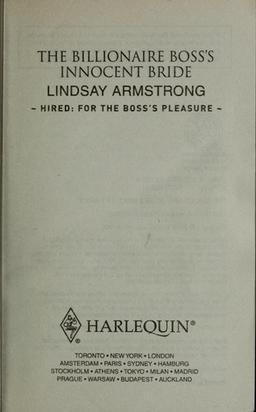 THE BILLIONAIRE BOSS'S
INNOCENT BRIDE
LINDSAY ARMSTRONG
~ HIRED: FOR THE BOSS'S PLEASURE ~
HARLEQUIN®
®
TORONTO • NEW YORK • LONDON
AMSTERDAM • PARIS • SYDNEY • HAMBURG
STOCKHOLM • ATHENS • TOKYO • MILAN • MADRID
PRAGUE • WARSAW • BUDAPEST • AUCKLAND